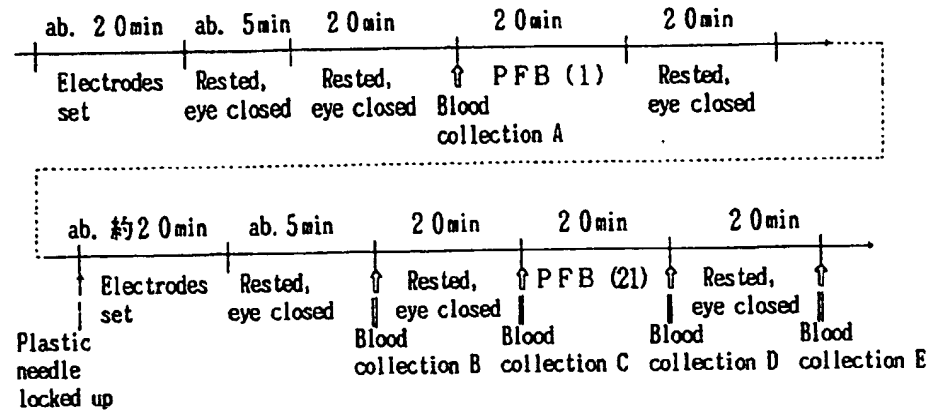 ab. 20min ab. 5min 20min 20min 20min
Electrodes Rested, Rested, PFB (1) Rested,
set eye closed eye closed Blood eye closed
collection A
ab. 約20min ab. 5min 20min 20min 20min
Electrodes Rested, Rested, PFB (21) Rested,
set eye closed eye closed eye closed
Plastic Blood Blood Blood Blood
needle collection B collection C collection D collection E
locked up